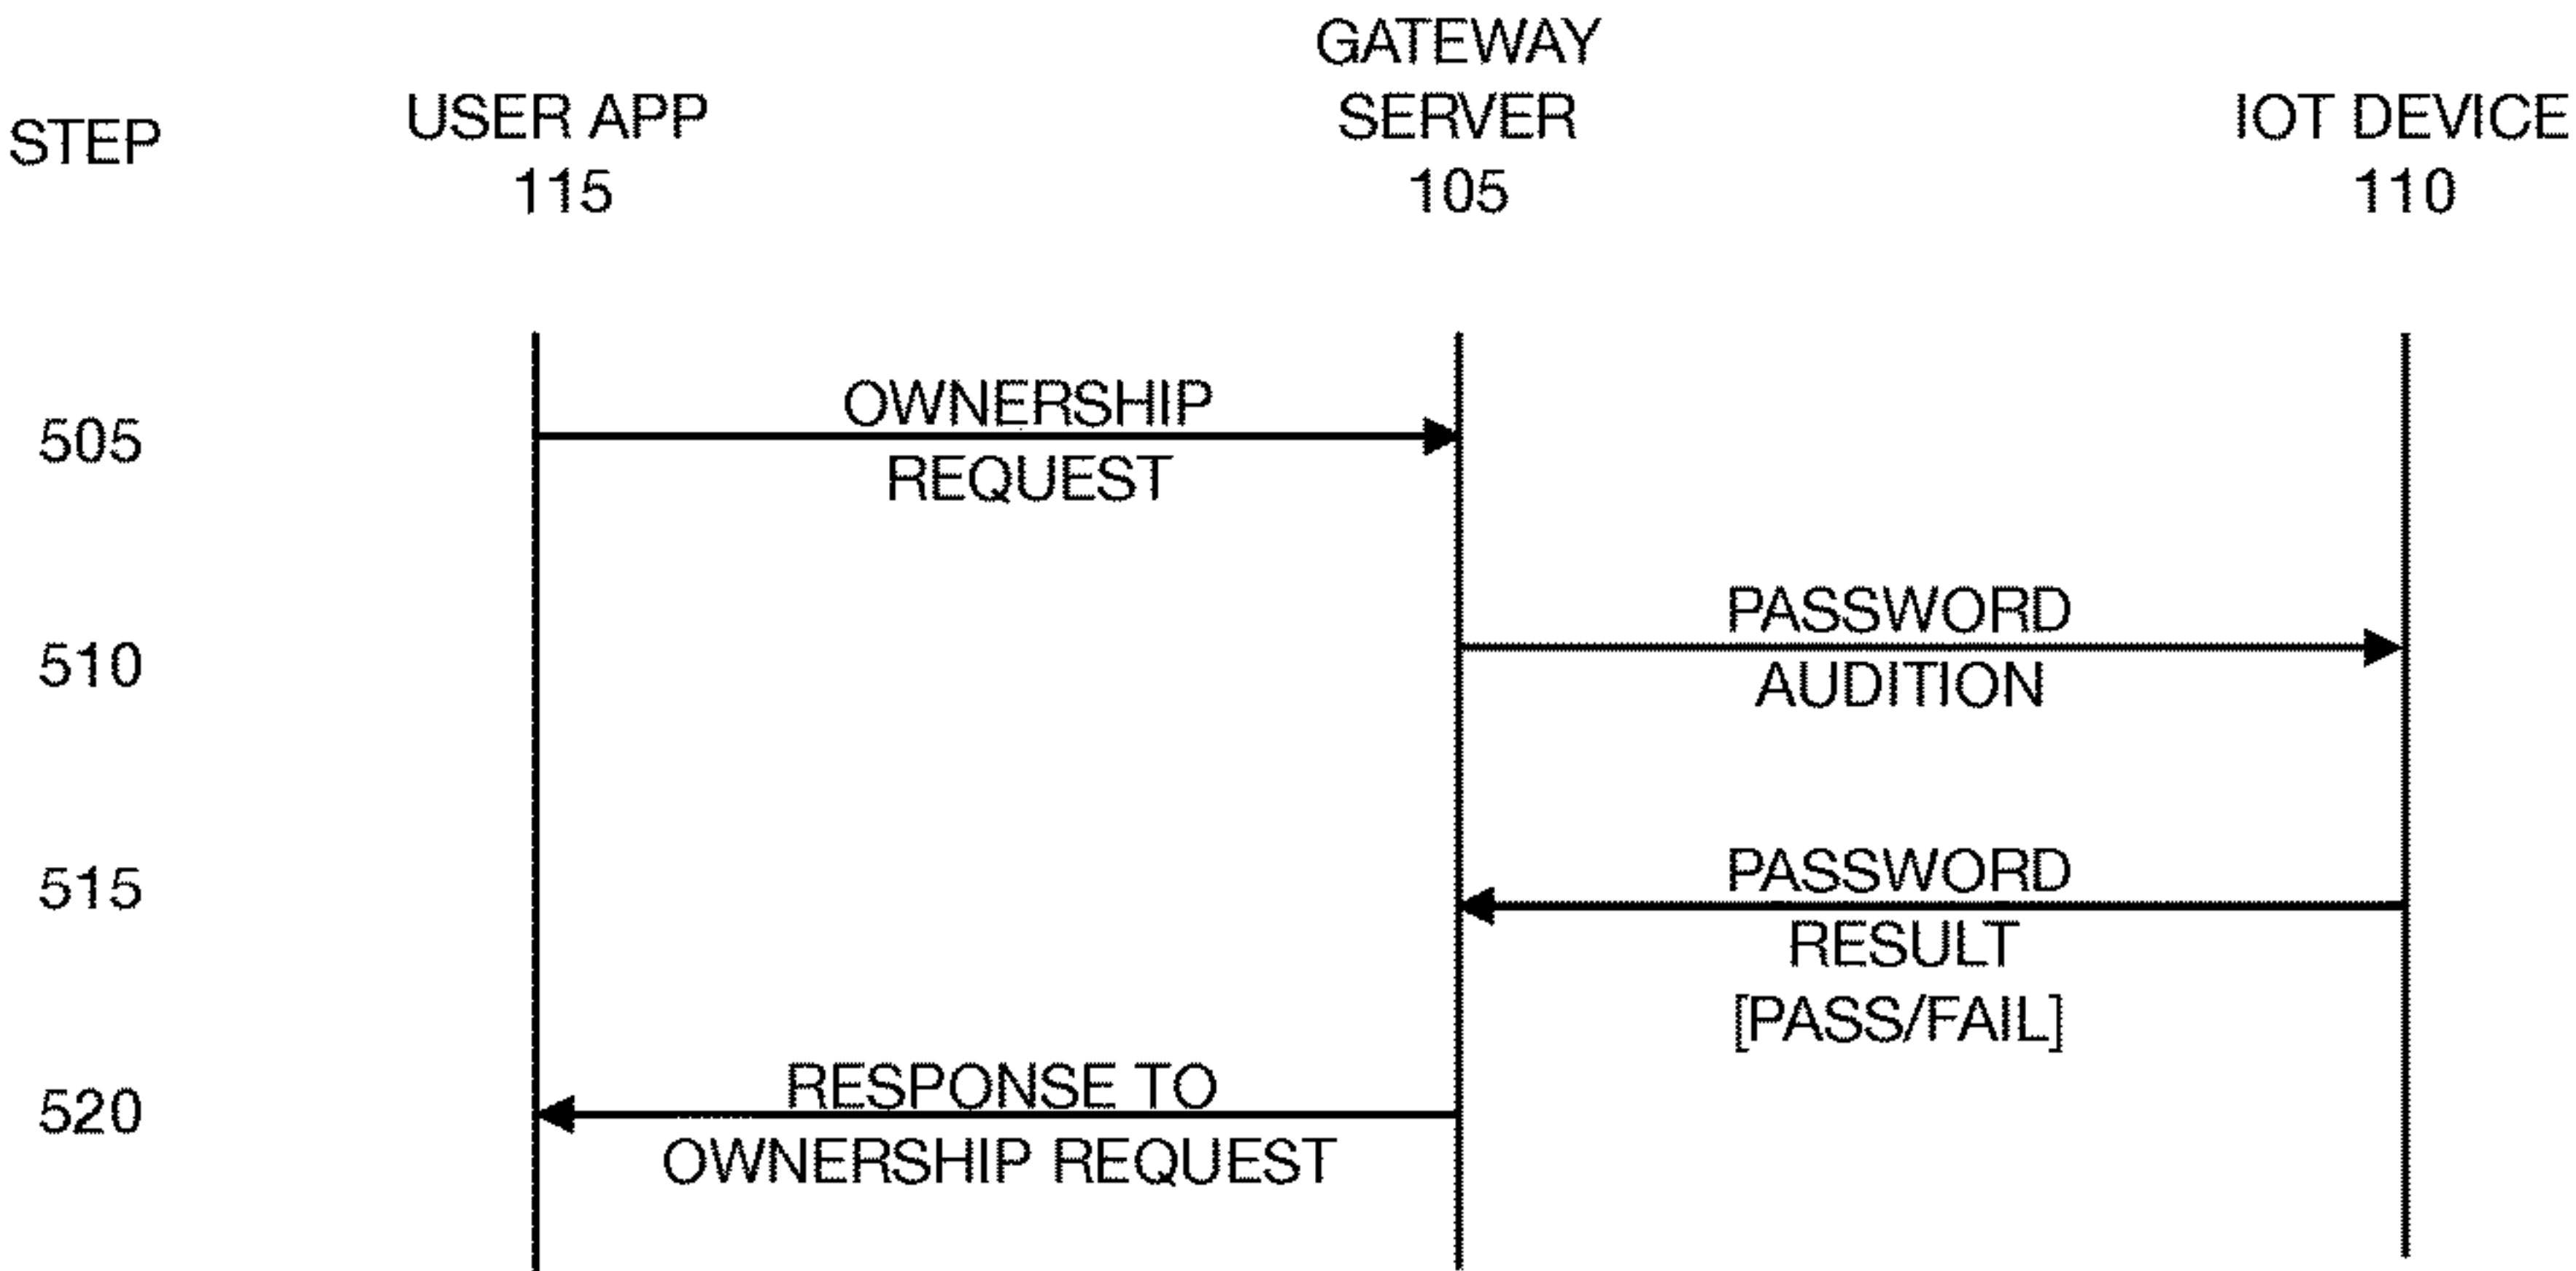 STEP
USER APP
115
GATEWAY
SERVER
105
IOT DEVICE
110
505
OWNERSHIP
REQUEST
510
PASSWORD
AUDITION
515
PASSWORD
RESULT
[PASS/FAIL]
520
RESPONSE TO
OWNERSHIP REQUEST